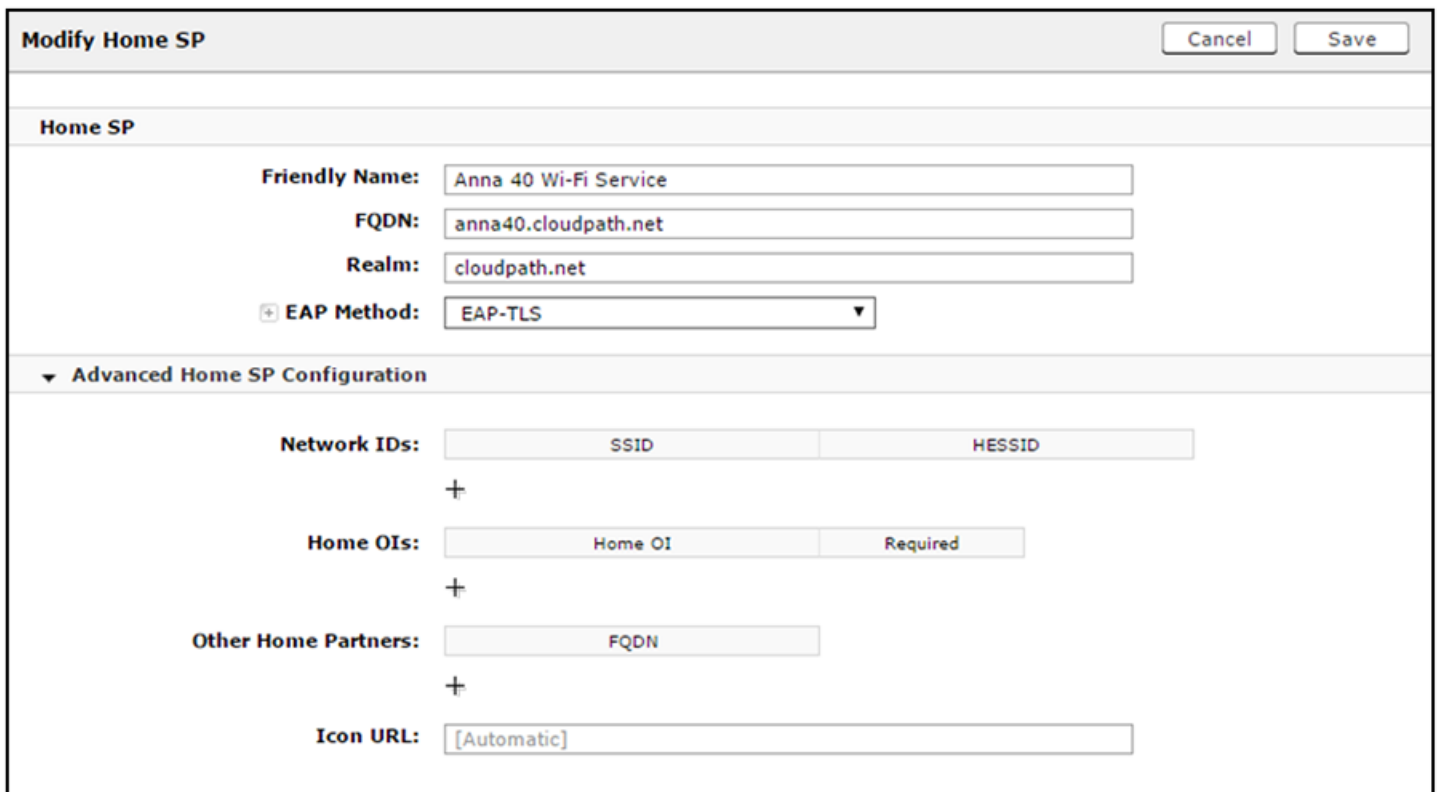 Modify Home SP Cancel Save
Home SP
Friendly Name: Anna 40 Wi-Fi Service
FQDN: anna40.cloudpath.net
Realm: cloudpath.net
+ EAP Method: EAP-TLS ▼
▼ Advanced Home SP Configuration
Network IDs: SSID HESSID
+
Home OIs: Home OI Required
+
Other Home Partners: FQDN
+
Icon URL: [Automatic]